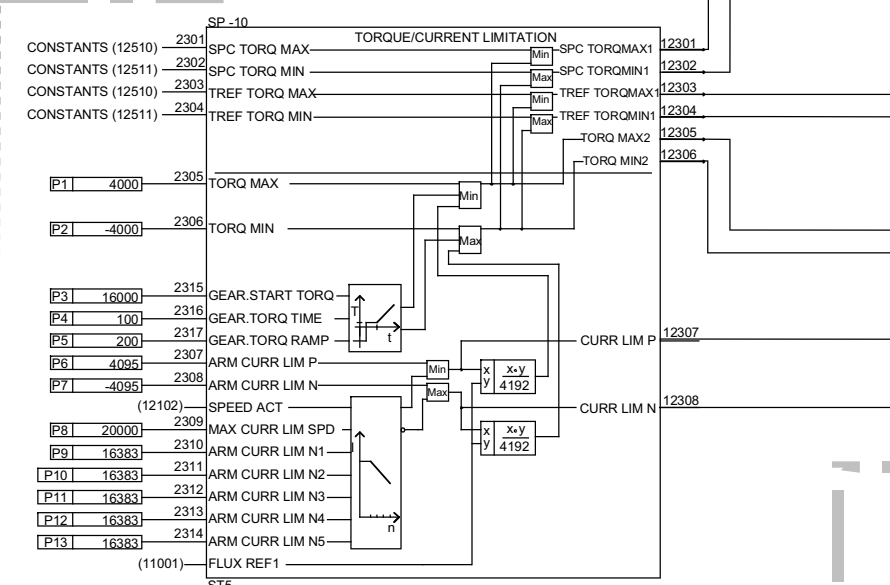 SP -10
TORQUE/CURRENT LIMITATION
CONSTANTS (12510) 2301 SPC TORQ MAX Min SPC TORQMAX1 12301
CONSTANTS (12511) 2302 SPC TORQ MIN Max SPC TORQMIN1 12302
CONSTANTS (12510) 2303 TREF TORQ MAX Min TREF TORQMAX1 12303
CONSTANTS (12511) 2304 TREF TORQ MIN Max TREF TORQMIN1 12304
TORQ MAX2 12305
TORQ MIN2 12306
P1 4000 2305 TORQ MAX Min
P2 -4000 2306 TORQ MIN Max
P3 16000 2315 GEAR.START TORQ
P4 100 2316 GEAR.TORQ TIME T
P5 200 2317 GEAR.TORQ RAMP t
CURR LIM P 12307
P6 4095 2307 ARM CURR LIM P Min x y x•y 4192
P7 -4095 2308 ARM CURR LIM N Max
(12102) SPEED ACT CURR LIM N 12308
P8 20000 2309 MAX CURR LIM SPD x y x•y 4192
P9 16383 2310 ARM CURR LIM N1 I
P10 16383 2311 ARM CURR LIM N2
P11 16383 2312 ARM CURR LIM N3
P12 16383 2313 ARM CURR LIM N4
P13 16383 2314 ARM CURR LIM N5 n
(11001) FLUX REF1
ST5